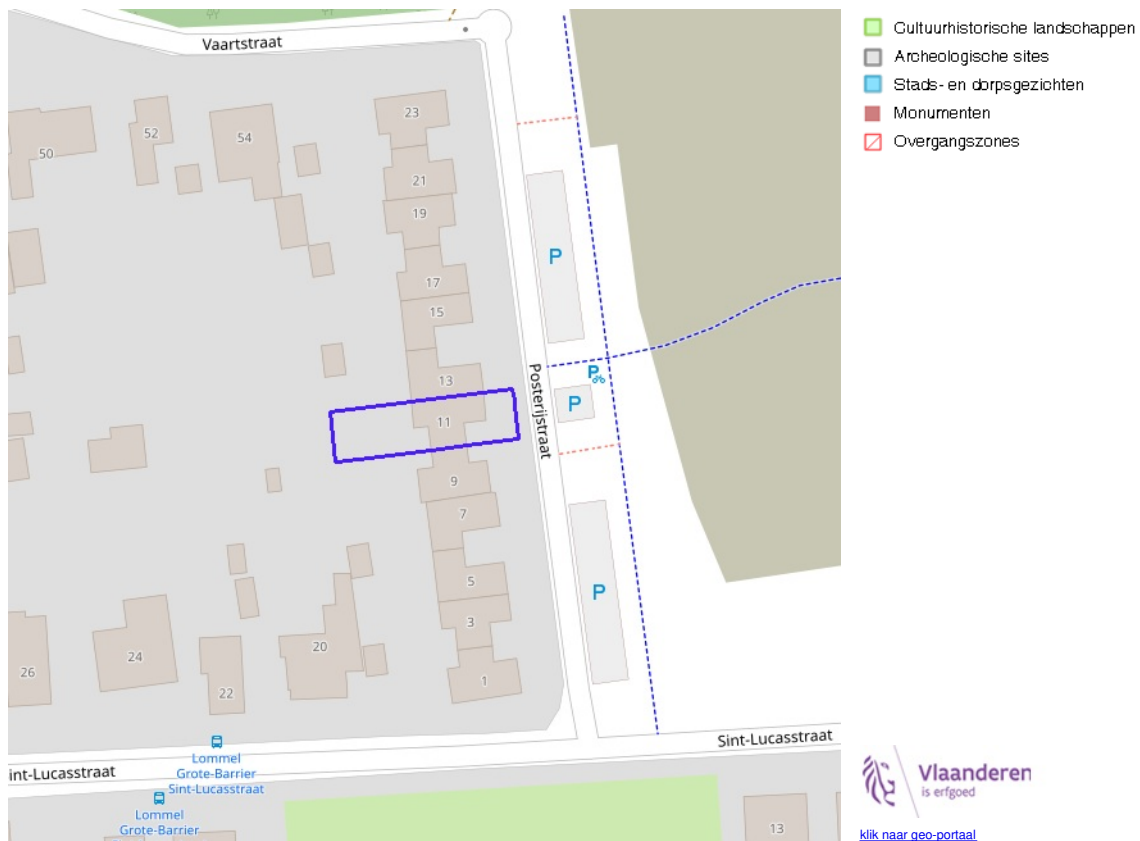 Vaartstraat
50
52
54
23
21
19
17
15
13
11
9
7
5
3
1
P
P
P
P
Posterijstraat
26
24
22
20
Sint-Lucasstraat
int-Lucasstraat
Lommel
Grote-Barrier
Sint-Lucasstraat
Lommel
Grote-Barrier
13
Cultuurhistorische landschappen
Archeologische sites
Stads- en dorpsgezichten
Monumenten
Overgangszones
Vlaanderen
is erfgoed
klik naar geo-portaal